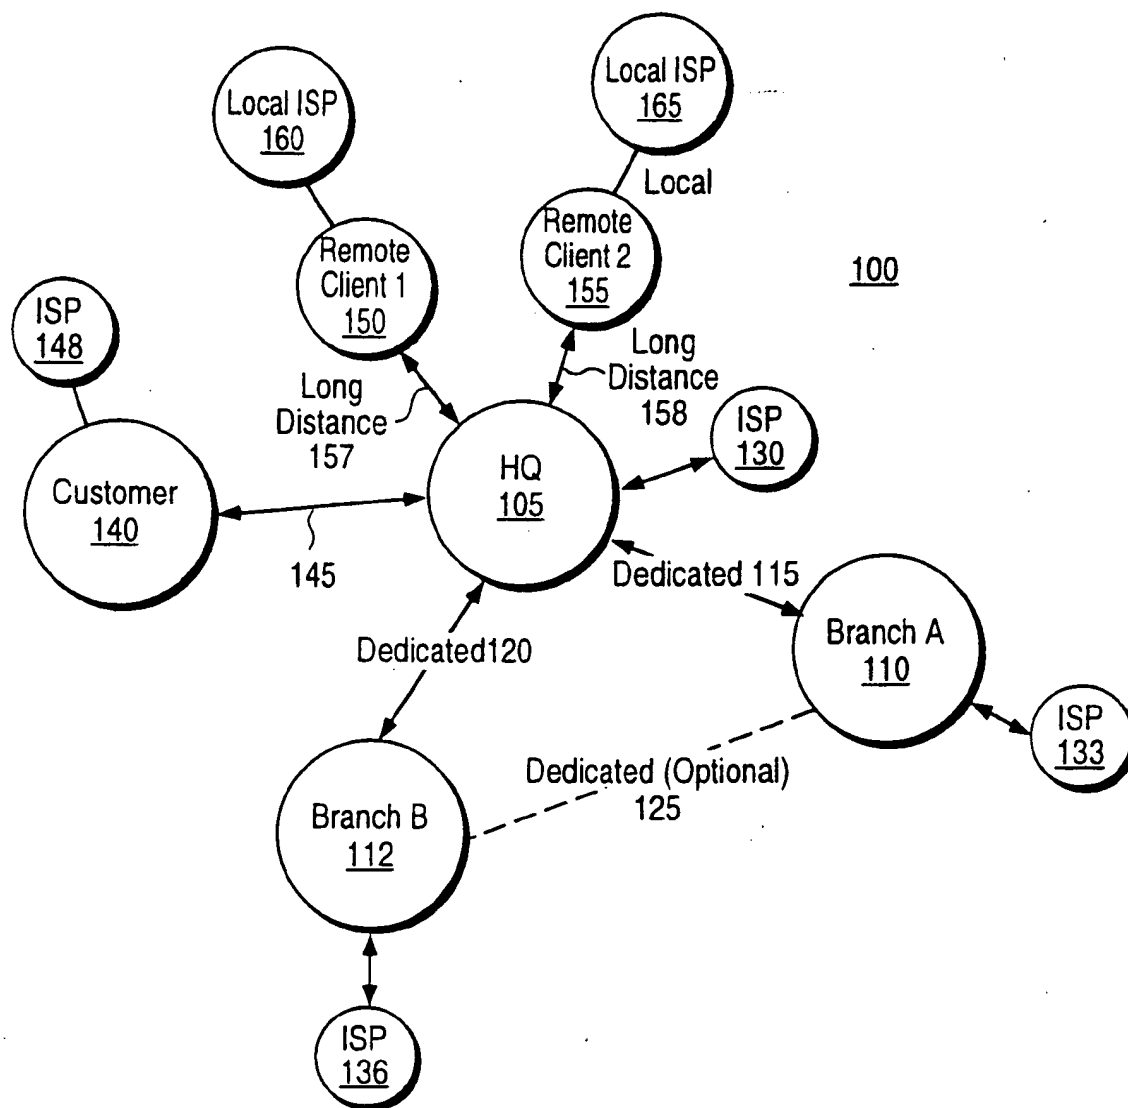 Local ISP
160
Local ISP
165
Local
Remote
Client 1
150
Remote
Client 2
155
100
ISP
148
Long
Distance
157
Long
Distance
158
ISP
130
Customer
140
HQ
105
145
Dedicated 115
Dedicated120
Branch A
110
ISP
133
Dedicated (Optional)
125
Branch B
112
ISP
136